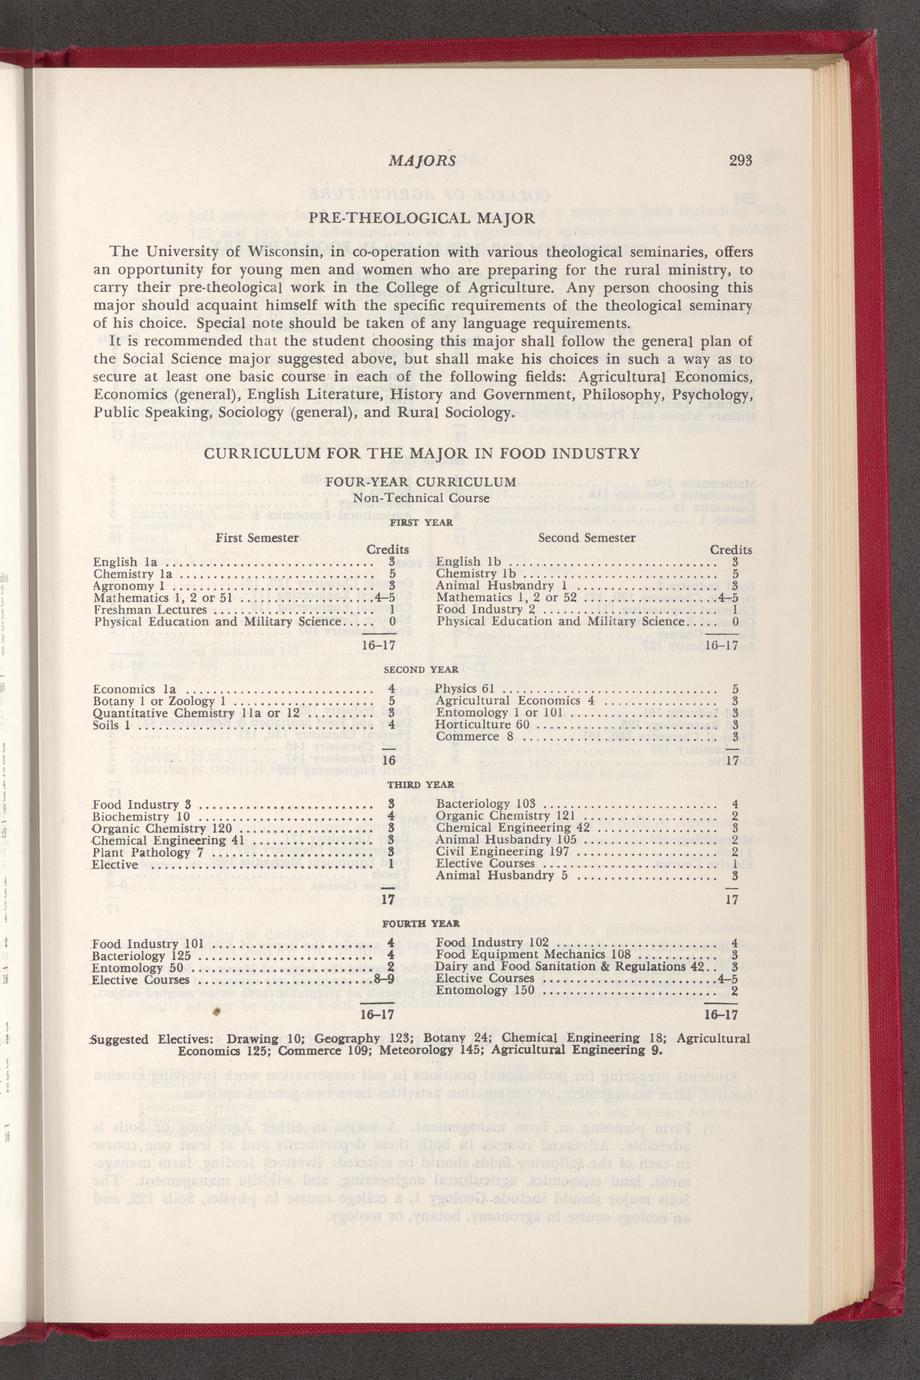 MAJORS 293
PRE-THEOLOGICAL MAJOR
The University of Wisconsin, in co-operation with various theological seminaries, offers
an opportunity for young men and women who are preparing for the rural ministry, to
carry their pre-theological work in the College of Agriculture. Any person choosing this
major should acquaint himself with the specific requirements of the theological seminary
of his choice. Special note should be taken of any language requirements.
It is recommended that the student choosing this major shall follow the general plan of
the Social Science major suggested above, but shall make his choices in such a way as to
secure at least one basic course in each of the following fields: Agricultural Economics,
Economics (general), English Literature, History and Government, Philosophy, Psychology,
Public Speaking, Sociology (general), and Rural Sociology.
CURRICULUM FOR THE MAJOR IN FOOD INDUSTRY
FOUR-YEAR CURRICULUM
Non-Technical Course
FIRST YEAR
First Semester
Credits
English 1a .............................. 3
Chemistry 1a ............................ 5
Agronomy 1 ............................. 3
Mathematics 1, 2 or 51 ....................4–5
Freshman Lectures ........................ 1
Physical Education and Military Science..... 0
16–17
Second Semester
Credits
English 1b .............................. 3
Chemistry 1b ............................ 5
Animal Husbandry 1 ..................... 3
Mathematics 1, 2 or 52 ....................4–5
Food Industry 2 .......................... 1
Physical Education and Military Science..... 0
16–17
SECOND YEAR
Economics 1a ........................... 4
Botany 1 or Zoology 1 .................... 5
Quantitative Chemistry 11a or 12 .......... 3
Soils 1 .................................. 4
16
Physics 61 ............................... 5
Agricultural Economics 4 ................. 3
Entomology 1 or 101 ..................... 3
Horticulture 60 .......................... 3
Commerce 8 ............................ 3
17
THIRD YEAR
Food Industry 3 ......................... 3
Biochemistry 10 .......................... 4
Organic Chemistry 120 ................... 3
Chemical Engineering 41 ................. 3
Plant Pathology 7 ....................... 3
Elective ................................ 1
17
Bacteriology 103 ......................... 4
Organic Chemistry 121 ................... 2
Chemical Engineering 42 ................. 3
Animal Husbandry 105 ................... 2
Civil Engineering 197 .................... 2
Elective Courses ......................... 1
Animal Husbandry 5 .................... 3
17
FOURTH YEAR
Food Industry 101 ....................... 4
Bacteriology 125 ......................... 4
Entomology 50 .......................... 2
Elective Courses .........................8–9
16–17
Food Industry 102 ....................... 4
Food Equipment Mechanics 108 ............ 3
Dairy and Food Sanitation & Regulations 42.. 3
Elective Courses .........................4–5
Entomology 150 ......................... 2
16–17
Suggested Electives: Drawing 10; Geography 123; Botany 24; Chemical Engineering 18; Agricultural
Economics 125; Commerce 109; Meteorology 145; Agricultural Engineering 9.